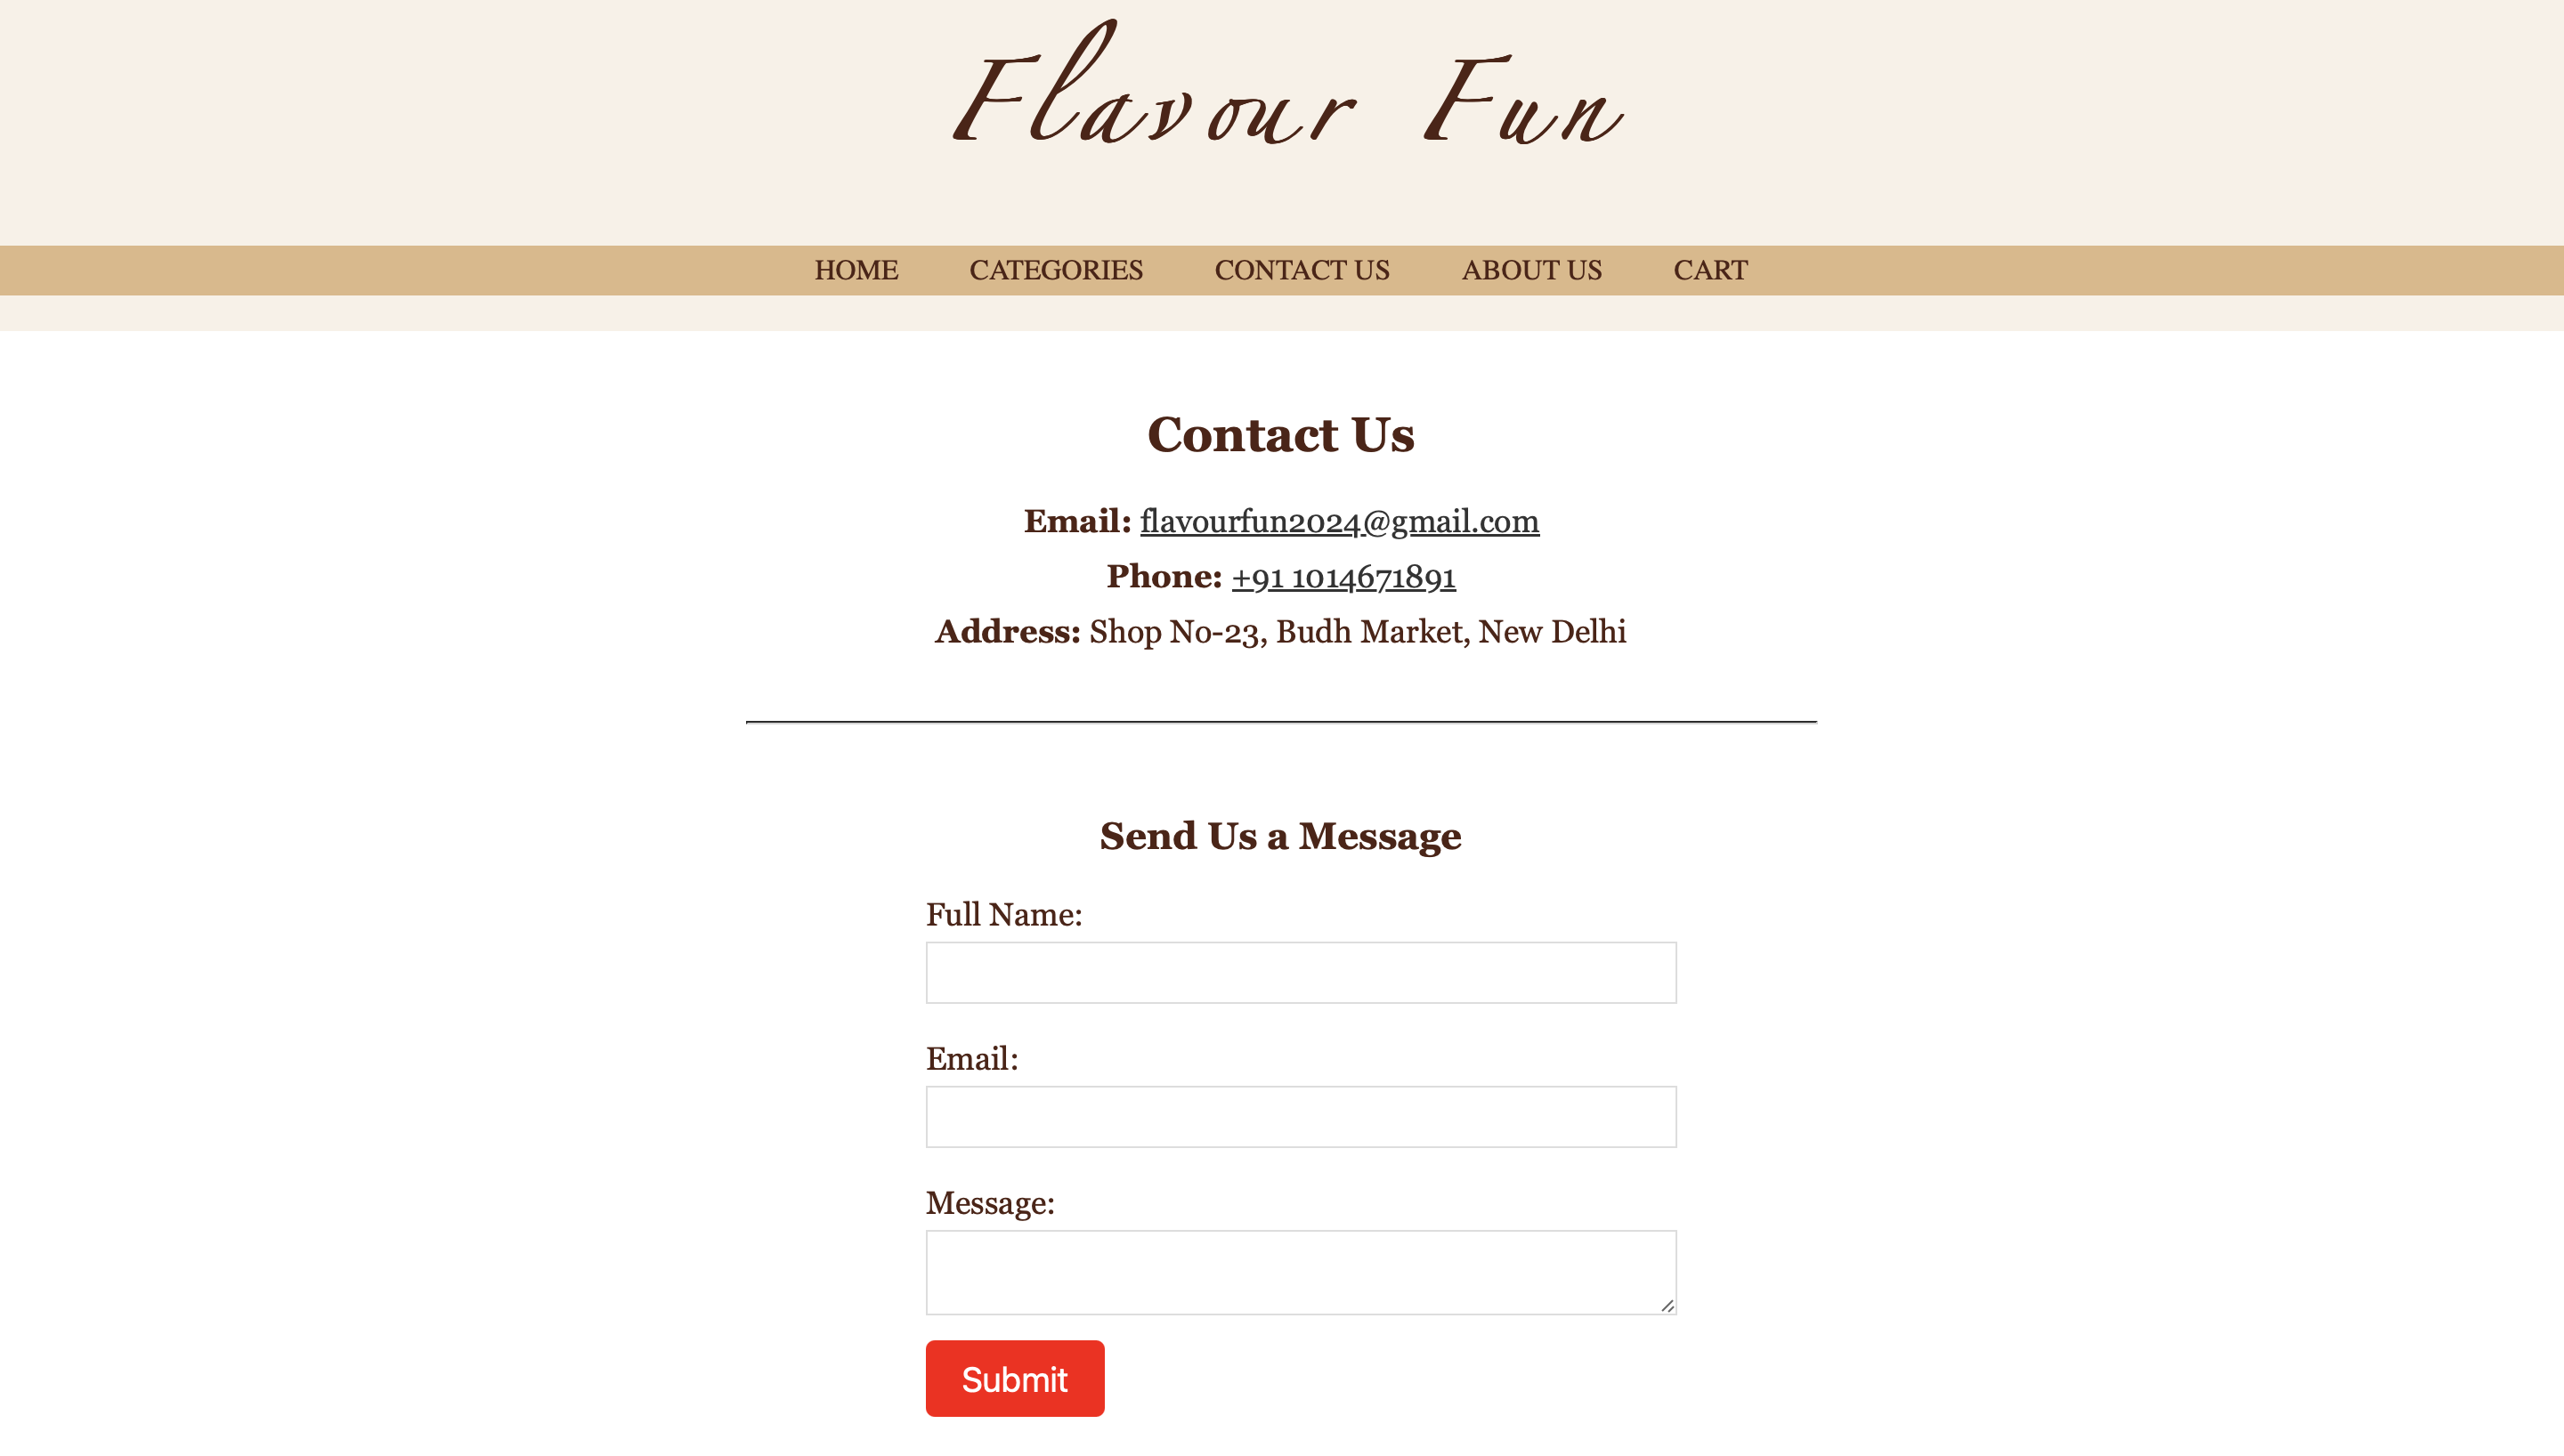 Flavour Fun
HOME CATEGORIES CONTACT US ABOUT US CART
Contact Us
Email: flavourfun2024@gmail.com
Phone: +91 1014671891
Address: Shop No-23, Budh Market, New Delhi
Send Us a Message
Full Name:
Email:
Message:
Submit